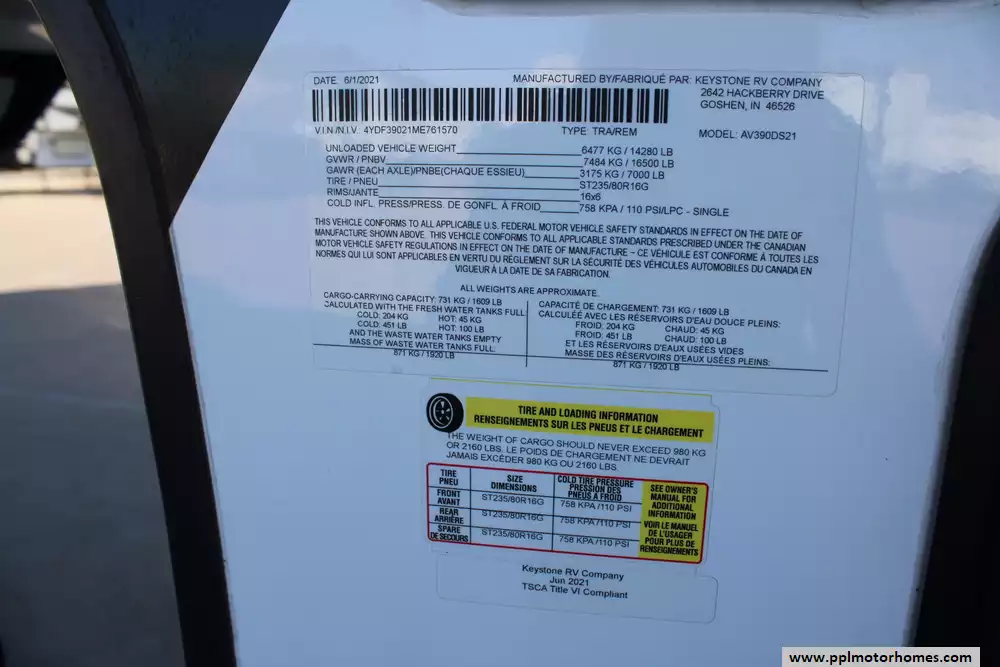 DATE. 6/1/2021 MANUFACTURED BY/FABRIQUÉ PAR: KEYSTONE RV COMPANY
2642 HACKBERRY DRIVE
GOSHEN, IN 46526
V.I.N./N.I.V. 4YDF39021ME761570 TYPE: TRA/REM MODEL: AV390DS21
UNLOADED VEHICLE WEIGHT 6477 KG / 14280 LB
GVWR / PNBV 7484 KG / 16500 LB
GAWR (EACH AXLE)/PNBE(CHAQUE ESSIEU) 3175 KG / 7000 LB
TIRE / PNEU ST235/80R16G
RIMS/JANTE 16x6
COLD INFL. PRESS/PRESS. DE GONFL. À FROID 758 KPA / 110 PSI/LPC - SINGLE
THIS VEHICLE CONFORMS TO ALL APPLICABLE U.S. FEDERAL MOTOR VEHICLE SAFETY STANDARDS IN EFFECT ON THE DATE OF
MANUFACTURE SHOWN ABOVE. THIS VEHICLE CONFORMS TO ALL APPLICABLE STANDARDS PRESCRIBED UNDER THE CANADIAN
MOTOR VEHICLE SAFETY REGULATIONS IN EFFECT ON THE DATE OF MANUFACTURE – CE VÉHICULE EST CONFORME À TOUTES LES
NORMES QUI LUI SONT APPLICABLES EN VERTU DU RÈGLEMENT SUR LA SÉCURITÉ DES VÉHICULES AUTOMOBILES DU CANADA EN
VIGUEUR À LA DATE DE SA FABRICATION.
ALL WEIGHTS ARE APPROXIMATE.
CARGO-CARRYING CAPACITY: 731 KG / 1609 LB
CALCULATED WITH THE FRESH WATER TANKS FULL:
COLD: 204 KG HOT: 45 KG
COLD: 451 LB HOT: 100 LB
AND THE WASTE WATER TANKS EMPTY
MASS OF WASTE WATER TANKS FULL:
871 KG / 1920 LB
CAPACITÉ DE CHARGEMENT: 731 KG / 1609 LB
CALCULÉE AVEC LES RÉSERVOIRS D'EAU DOUCE PLEINS:
FROID: 204 KG CHAUD: 45 KG
FROID: 451 LB CHAUD: 100 LB
ET LES RÉSERVOIRS D'EAUX USÉES VIDES
MASSE DES RÉSERVOIRS D'EAUX USÉES PLEINS:
871 KG / 1920 LB
TIRE AND LOADING INFORMATION
RENSEIGNEMENTS SUR LES PNEUS ET LE CHARGEMENT
THE WEIGHT OF CARGO SHOULD NEVER EXCEED 980 KG
OR 2160 LBS. LE POIDS DE CHARGEMENT NE DEVRAIT
JAMAIS EXCÉDER 980 KG OU 2160 LBS.
TIRE
PNEU
SIZE
DIMENSIONS
COLD TIRE PRESSURE
PRESSION DES
PNEUS A FROID
FRONT
AVANT
ST235/80R16G
758 KPA /110 PSI
REAR
ARRIÈRE
ST235/80R16G
758 KPA /110 PSI
SPARE
DE SECOURS
ST235/80R16G
758 KPA /110 PSI
SEE OWNER'S
MANUAL FOR
ADDITIONAL
INFORMATION
VOIR LE MANUEL
DE L'USAGER
POUR PLUS DE
RENSEIGNEMENTS
Keystone RV Company
Jun 2021
TSCA Title VI Compliant
www.pplmotorhomes.com